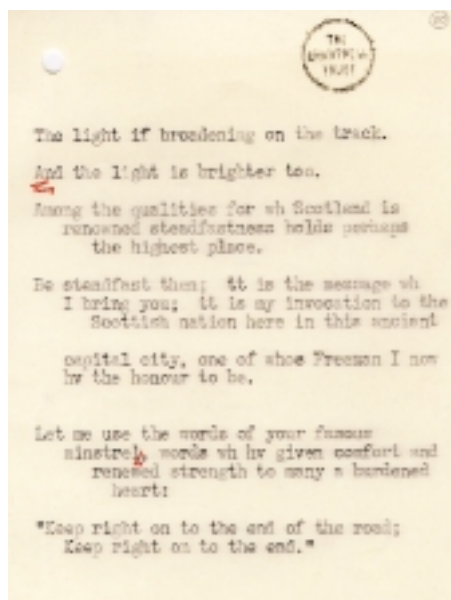 THE
TRUST
The light if broadening on the track.
And the light is brighter too.
Among the qualities for wh Scotland is
renowned steadfastness holds perhaps
the highest place.
Be steadfast then; tt is the message wh
I bring you; tt is my invocation to the
Scottish nation here in this ancient
capital city, one of whos Freeman I now
hv the honour to be.
Let me use the words of your famous
minstrel, words wh hv given comfort and
renewed strength to many a burdened
heart:
"Keep right on to the end of the road;
Keep right on to the end."